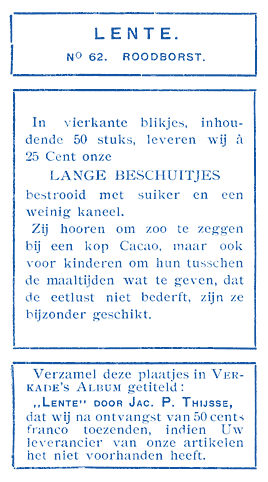 LENTE.
No 62. ROODBORST.
In vierkante blikjes, inhou-
dende 50 stuks, leveren wij à
25 Cent onze
LANGE BESCHUITJES
bestrooid met suiker en een
weinig kaneel.
Zij hooren om zoo te zeggen
bij een kop Cacao, maar ook
voor kinderen om hun tusschen
de maaltijden wat te geven, dat
de eetlust niet bederft, zijn ze
bijzonder geschikt.
Verzamel deze plaatjes in VER-
KADE'S ALBUM getiteld:
„LENTE" DOOR JAC. P. THIJSSE,
dat wij na ontvangst van 50 cents
franco toezenden, indien Uw
leverancier van onze artikelen
het niet voorhanden heeft.